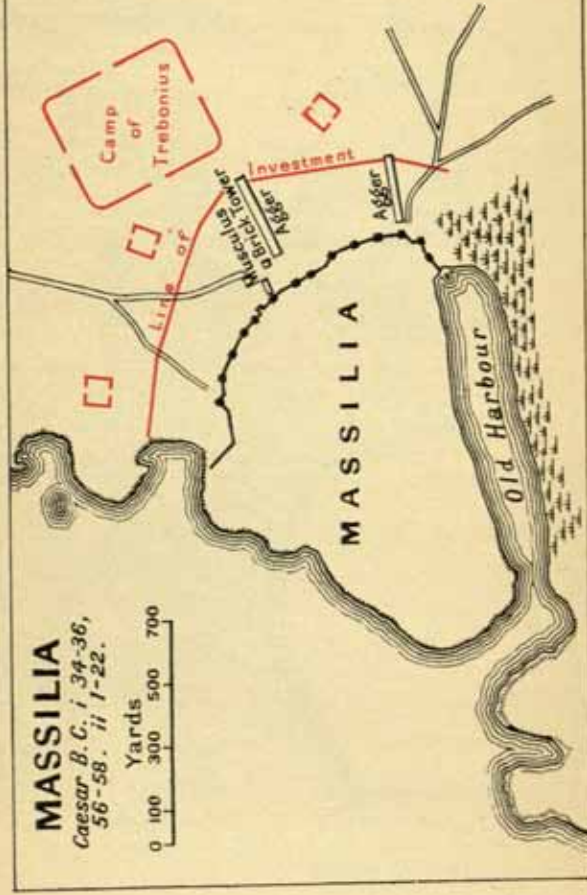 MASSILIA
Caesar B.C. i 34-36,
56-58. ii 1-22.
Yards
0 100 300 500 700
Camp
of
Trebonius
Line of Investment
Musculus
Brick Tower
Agger
Agger
MASSILIA
Old Harbour